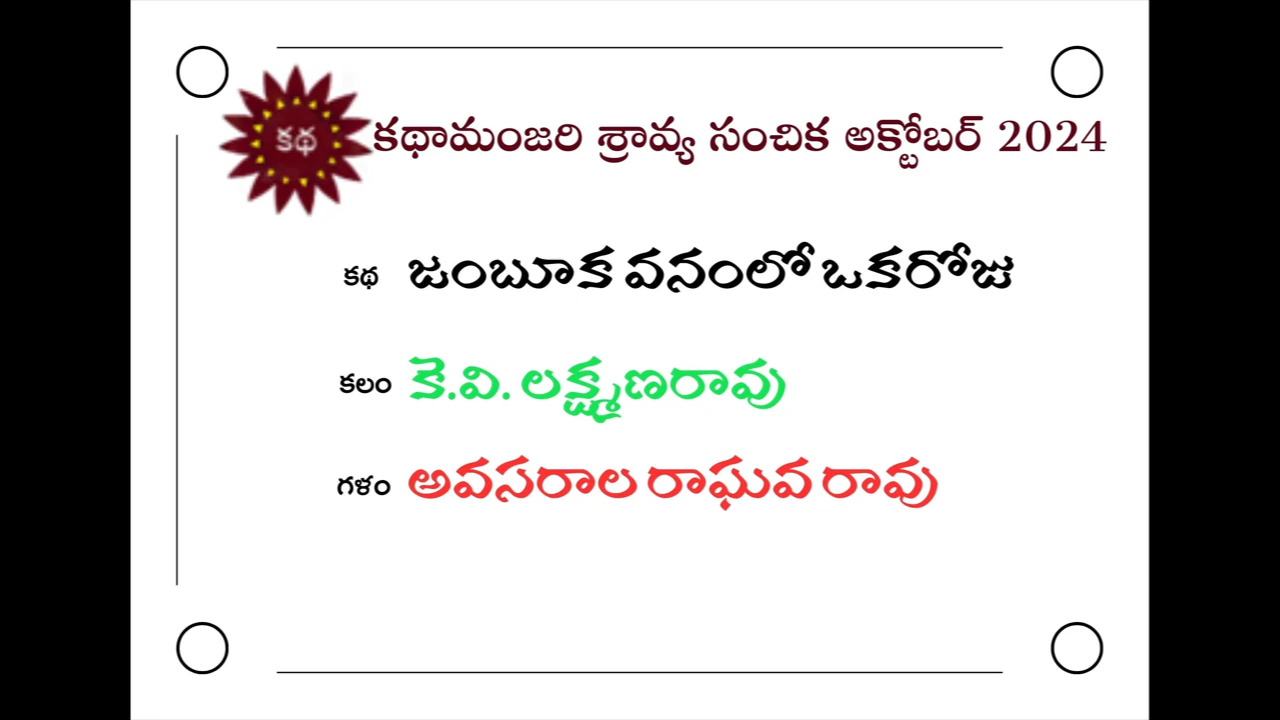 కథ
కథామంజరి శ్రావ్య సంచిక అక్టోబర్ 2024
కథ జంబూక వనంలో ఒకరోజు
కలం కె.వి. లక్ష్మణరావు
గళం అవసరాల రాఘవ రావు